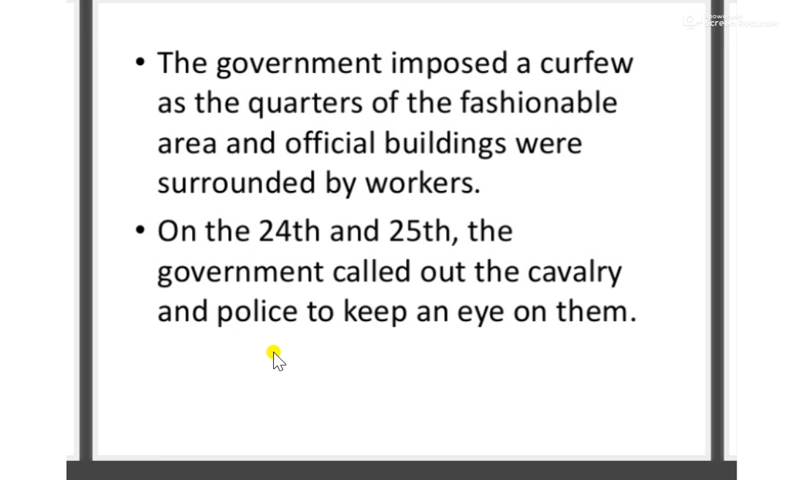 • The government imposed a curfew
as the quarters of the fashionable
area and official buildings were
surrounded by workers.
• On the 24th and 25th, the
government called out the cavalry
and police to keep an eye on them.